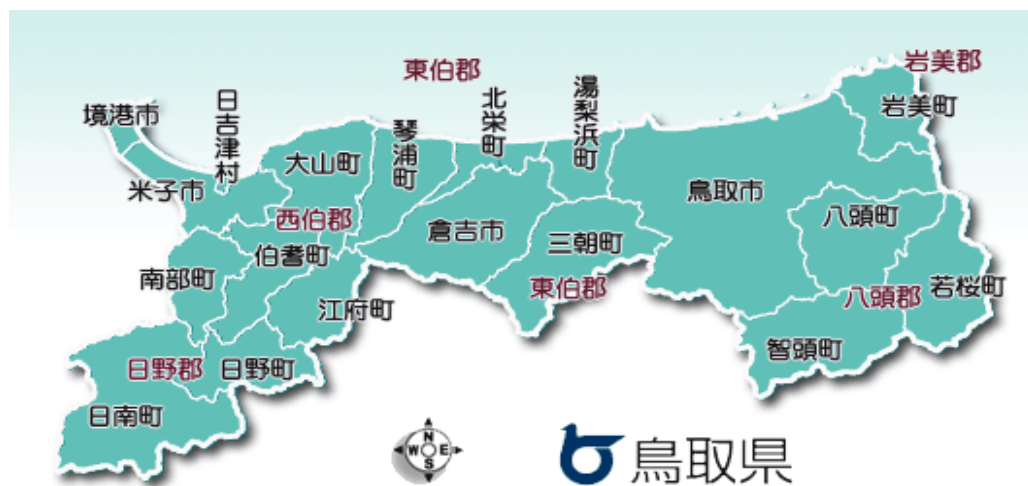 東伯郡
岩美郡
境港市
日吉津村
大山町
琴浦町
北栄町
湯梨浜町
岩美町
米子市
鳥取市
西伯郡
倉吉市
八頭町
伯耆町
三朝町
南部町
東伯郡
八頭郡
若桜町
江府町
智頭町
日野郡
日野町
日南町
N
W
E
S
鳥取県